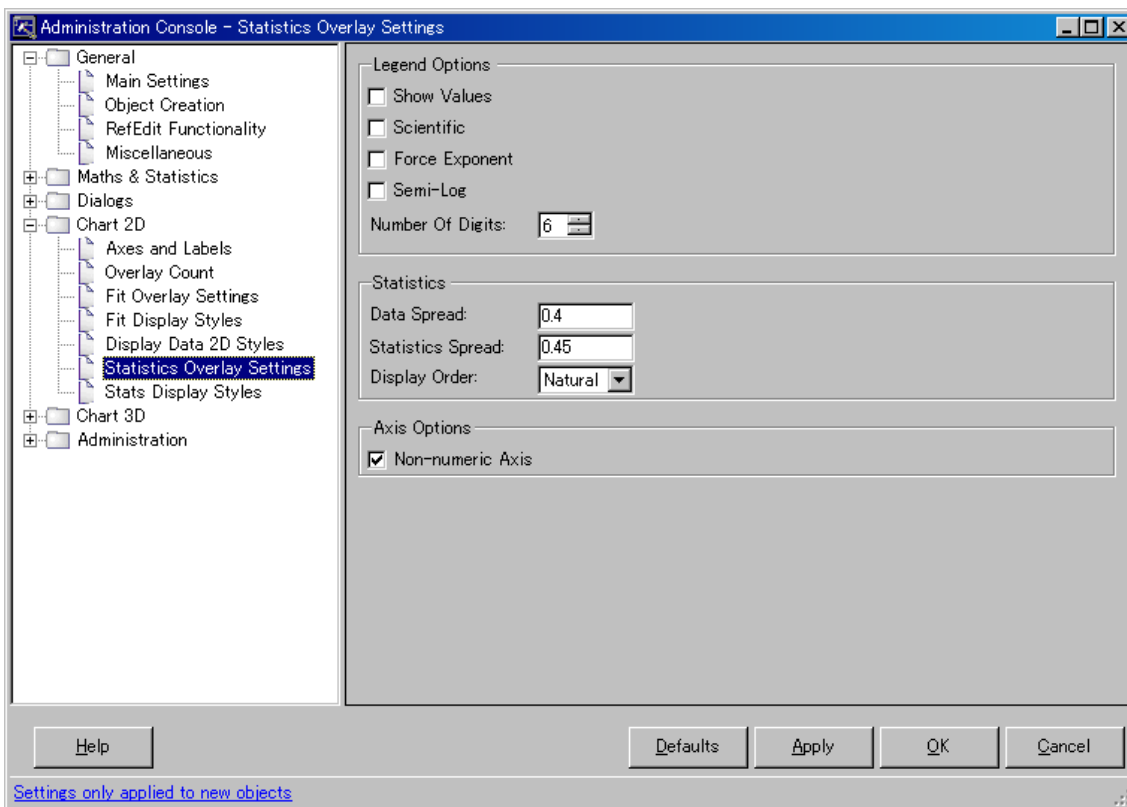 Administration Console - Statistics Overlay Settings
General
Main Settings
Object Creation
RefEdit Functionality
Miscellaneous
Maths & Statistics
Dialogs
Chart 2D
Axes and Labels
Overlay Count
Fit Overlay Settings
Fit Display Styles
Display Data 2D Styles
Statistics Overlay Settings
Stats Display Styles
Chart 3D
Administration
Legend Options
Show Values
Scientific
Force Exponent
Semi-Log
Number Of Digits: 6
Statistics
Data Spread: 0.4
Statistics Spread: 0.45
Display Order: Natural
Axis Options
Non-numeric Axis
Help Defaults Apply OK Cancel
Settings only applied to new objects